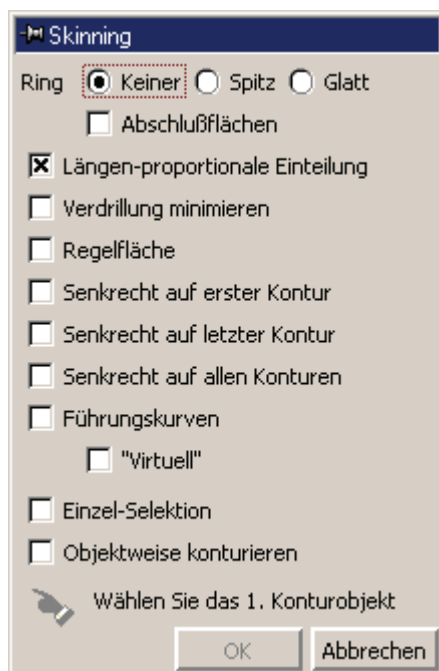 Skinning
Ring Keiner Spitz Glatt
Abschlußflächen
Längen-proportionale Einteilung
Verdrillung minimieren
Regelfläche
Senkrecht auf erster Kontur
Senkrecht auf letzter Kontur
Senkrecht auf allen Konturen
Führungskurven
"Virtuell"
Einzel-Selektion
Objektweise konturieren
Wählen Sie das 1. Konturobjekt
OK Abbrechen